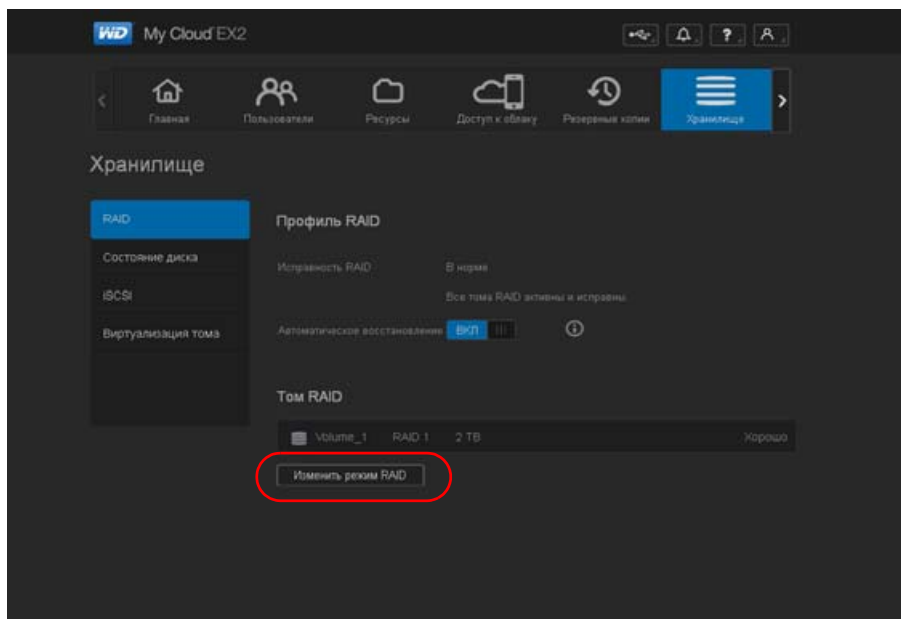 WD My Cloud EX2
?
Главная
Пользователи
Ресурсы
Доступ к облаку
Резервные копии
Хранилище
Хранилище
RAID
Состояние диска
iSCSI
Виртуализация тома
Профиль RAID
Исправность RAID В норме
Все тома RAID активны и исправны.
Автоматическое восстановление ВКЛ
Том RAID
Volume_1 RAID 1 2 TB Хорошо
Изменить режим RAID